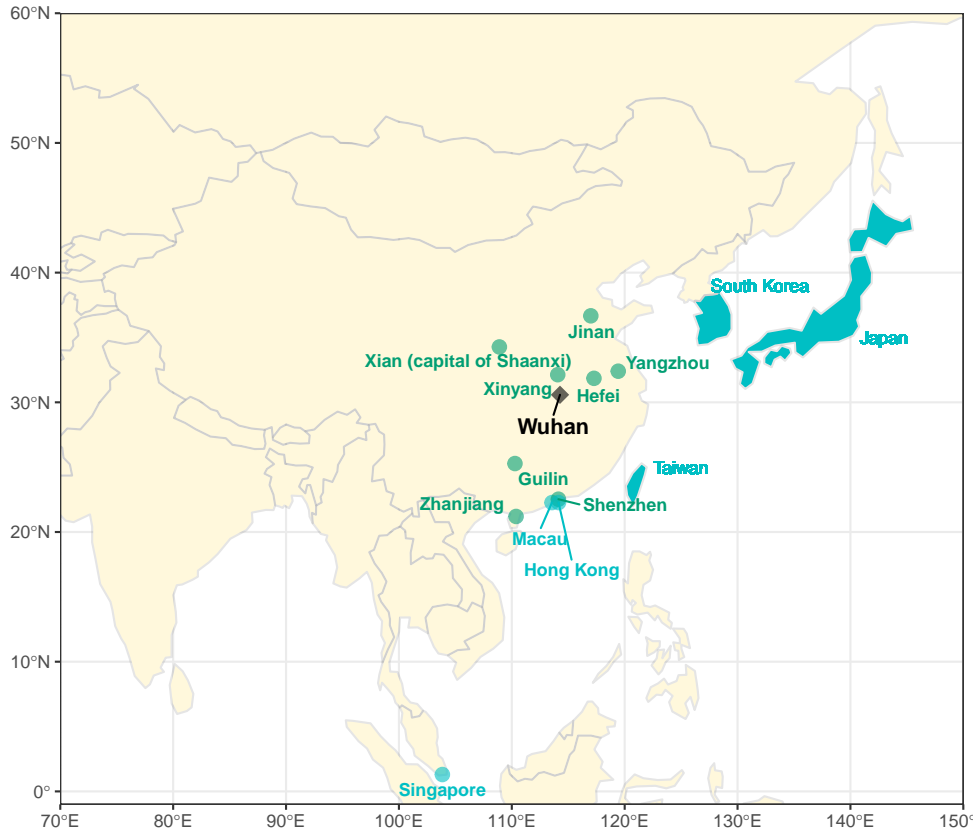 60°N
50°N
40°N
South Korea
Jinan
Japan
Xian (capital of Shaanxi)
Yangzhou
Xinyang
Hefei
30°N
Wuhan
Taiwan
Guilin
Zhanjiang
Shenzhen
20°N
Macau
Hong Kong
10°N
0°
Singapore
70°E 80°E 90°E 100°E 110°E 120°E 130°E 140°E 150°